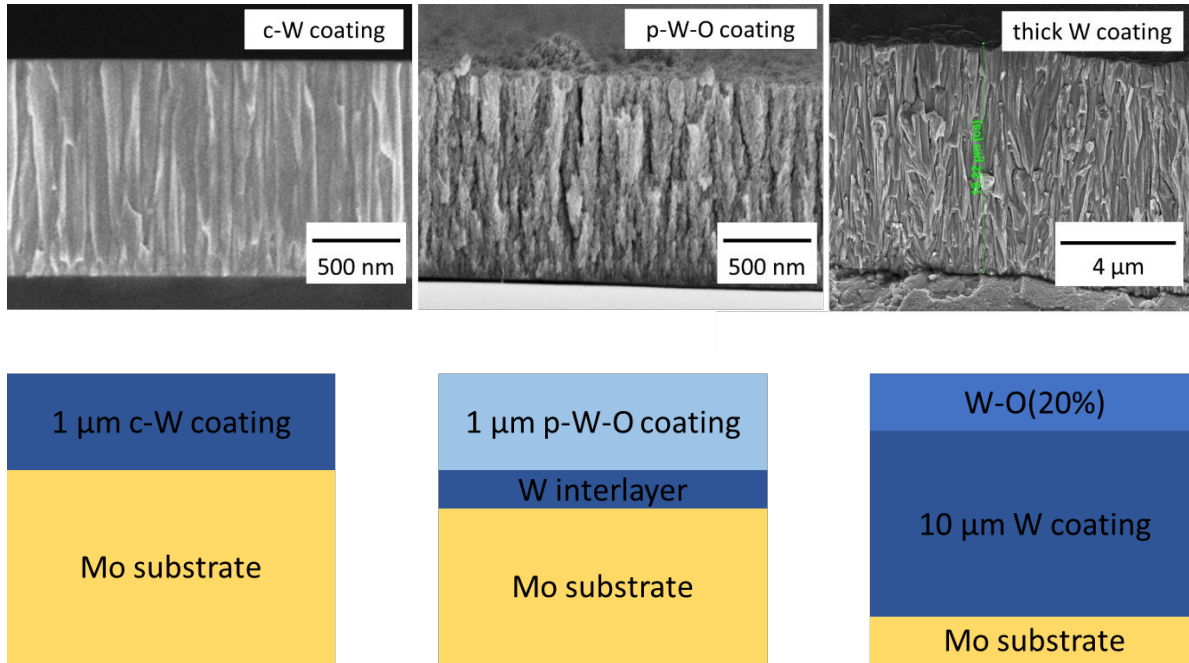 c-W coating
p-W-O coating
thick W coating
500 nm
500 nm
4 µm
1 µm c-W coating
Mo substrate
1 µm p-W-O coating
W interlayer
Mo substrate
W-O(20%)
10 µm W coating
Mo substrate